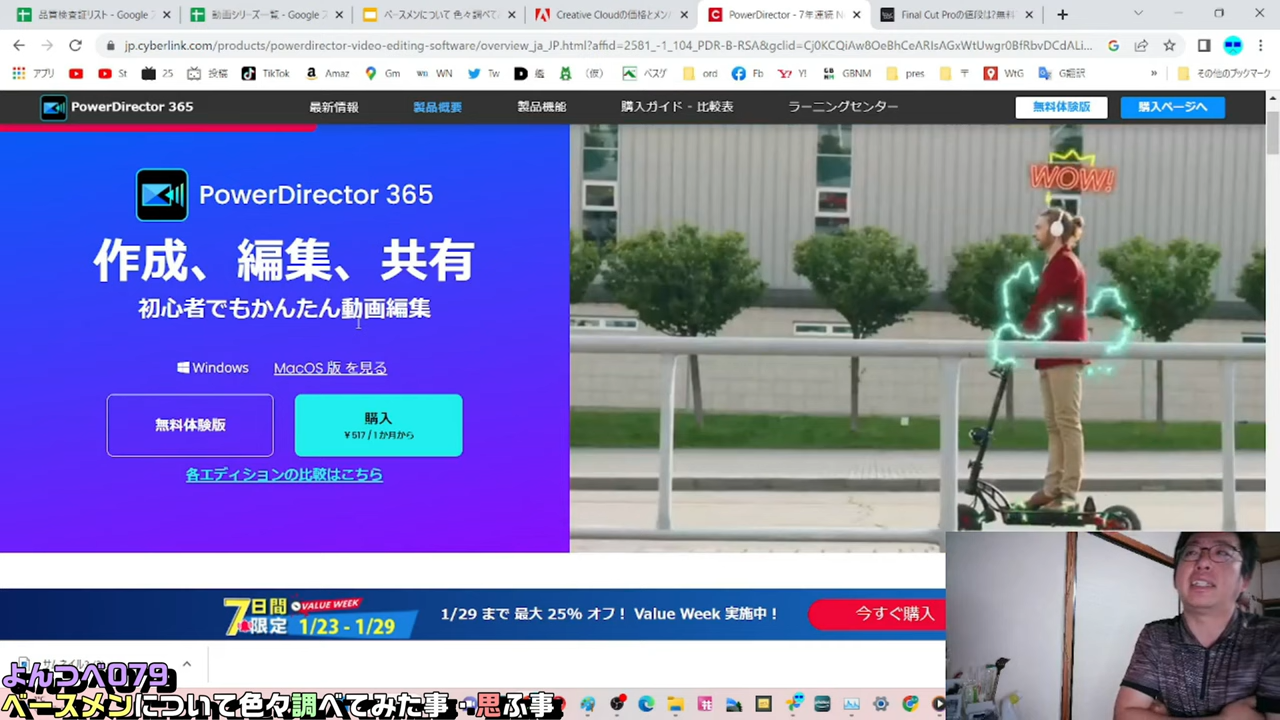 品質検証リスト - Google ス
動画シリーズ一覧 - Google ス
ベースメンについて 色々調べてみ
Creative Cloudの価格とメン
PowerDirector - 7年連続 N
Final Cut Proの値段は?無料
jp.cyberlink.com/products/powerdirector-video-editing-software/overview_ja_JP.html?affid=2581_-1_104_PDR-B-RSA&gclid=Cj0KCQiAw8OeBhCeARIsAGxWtUwgr0BfRbvDCdALi...
アプリ St 25 投稿 TikTok Amaz Gm WN Tw 艦 (仮) ベスゲ ord Fb Y! GBNM pres 〒 WtG G翻訳 » その他のブックマーク
PowerDirector 365 最新情報 製品概要 製品機能 購入ガイド・比較表 ラーニングセンター 無料体験版 購入ページへ
WOW!
PowerDirector 365
作成、編集、共有
初心者でもかんたん動画編集
Windows MacOS 版 を見る
無料体験版
購入
¥517 / 1 か月から
各エディションの比較はこちら
7日間限定 VALUE WEEK 1/23 - 1/29
1/29 まで 最大 25% オフ! Value Week 実施中!
今すぐ購入
よんつべ079
ベースメンについて色々調べてみた事・思ふ事